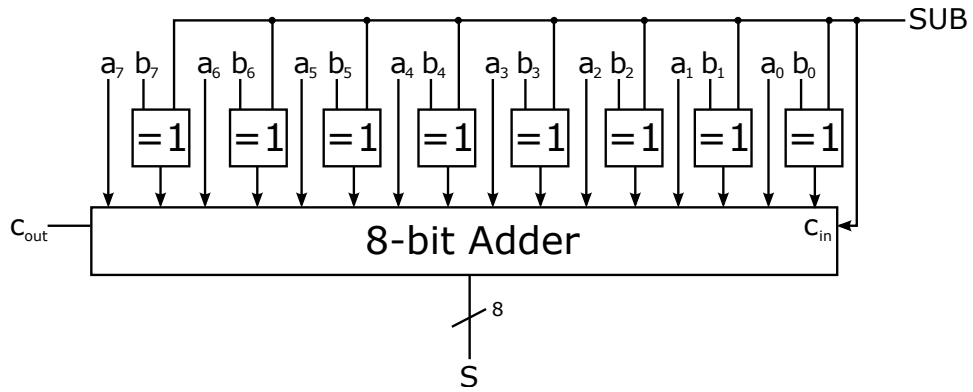 SUB
a₇ b₇ a₆ b₆ a₅ b₅ a₄ b₄ a₃ b₃ a₂ b₂ a₁ b₁ a₀ b₀
=1 =1 =1 =1 =1 =1 =1 =1
cout 8-bit Adder cin
8
S